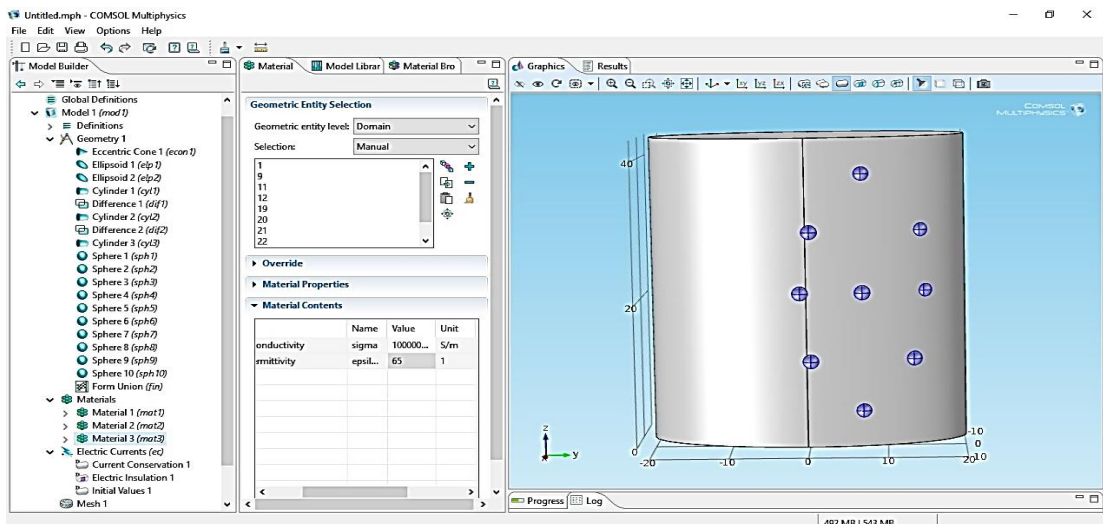 Untitled.mph - COMSOL Multiphysics
File Edit View Options Help
Model Builder
Global Definitions
Model 1 (mod1)
Definitions
Geometry 1
Eccentric Cone 1 (econ1)
Ellipsoid 1 (elp1)
Ellipsoid 2 (elp2)
Cylinder 1 (cyl1)
Difference 1 (dif1)
Cylinder 2 (cyl2)
Difference 2 (dif2)
Cylinder 3 (cyl3)
Sphere 1 (sph1)
Sphere 2 (sph2)
Sphere 3 (sph3)
Sphere 4 (sph4)
Sphere 5 (sph5)
Sphere 6 (sph6)
Sphere 7 (sph7)
Sphere 8 (sph8)
Sphere 9 (sph9)
Sphere 10 (sph10)
Form Union (fin)
Materials
Material 1 (mat1)
Material 2 (mat2)
Material 3 (mat3)
Electric Currents (ec)
Current Conservation 1
Electric Insulation 1
Initial Values 1
Mesh 1
Material Model Librar Material Bro
Geometric Entity Selection
Geometric entity level: Domain
Selection: Manual
1
9
11
12
19
20
21
22
Override
Material Properties
Material Contents
Name Value Unit
onductivity sigma 100000... S/m
rmittivity epsil... 65 1
Graphics Results
xy yz xz
COMSOL
MULTIPHYSICS
40
20
0
-20 -10 0 10 20
-10
0
10
z
y
Progress Log
492 MB | 543 MB